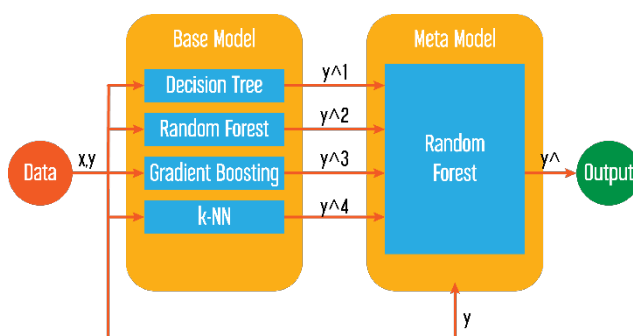 Base Model
Meta Model
Decision Tree
y^1
Random Forest
y^2
Data
x,y
Gradient Boosting
y^3
k-NN
y^4
Random
Forest
y^
Output
y